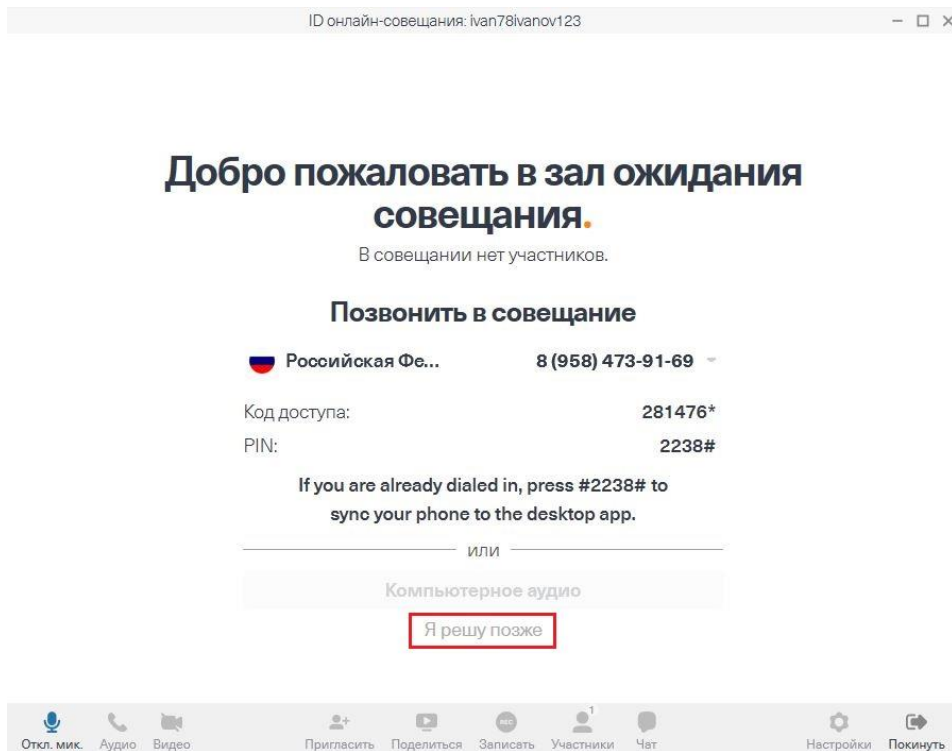 ID онлайн-совещания: ivan78ivanov123
Добро пожаловать в зал ожидания
совещания.
В совещании нет участников.
Позвонить в совещание
Российская Фе... 8 (958) 473-91-69
Код доступа: 281476*
PIN: 2238#
If you are already dialed in, press #2238# to
sync your phone to the desktop app.
или
Компьютерное аудио
Я решу позже
REC 1
Откл. мик. Аудио Видео Пригласить Поделиться Записать Участники Чат Настройки Покинуть